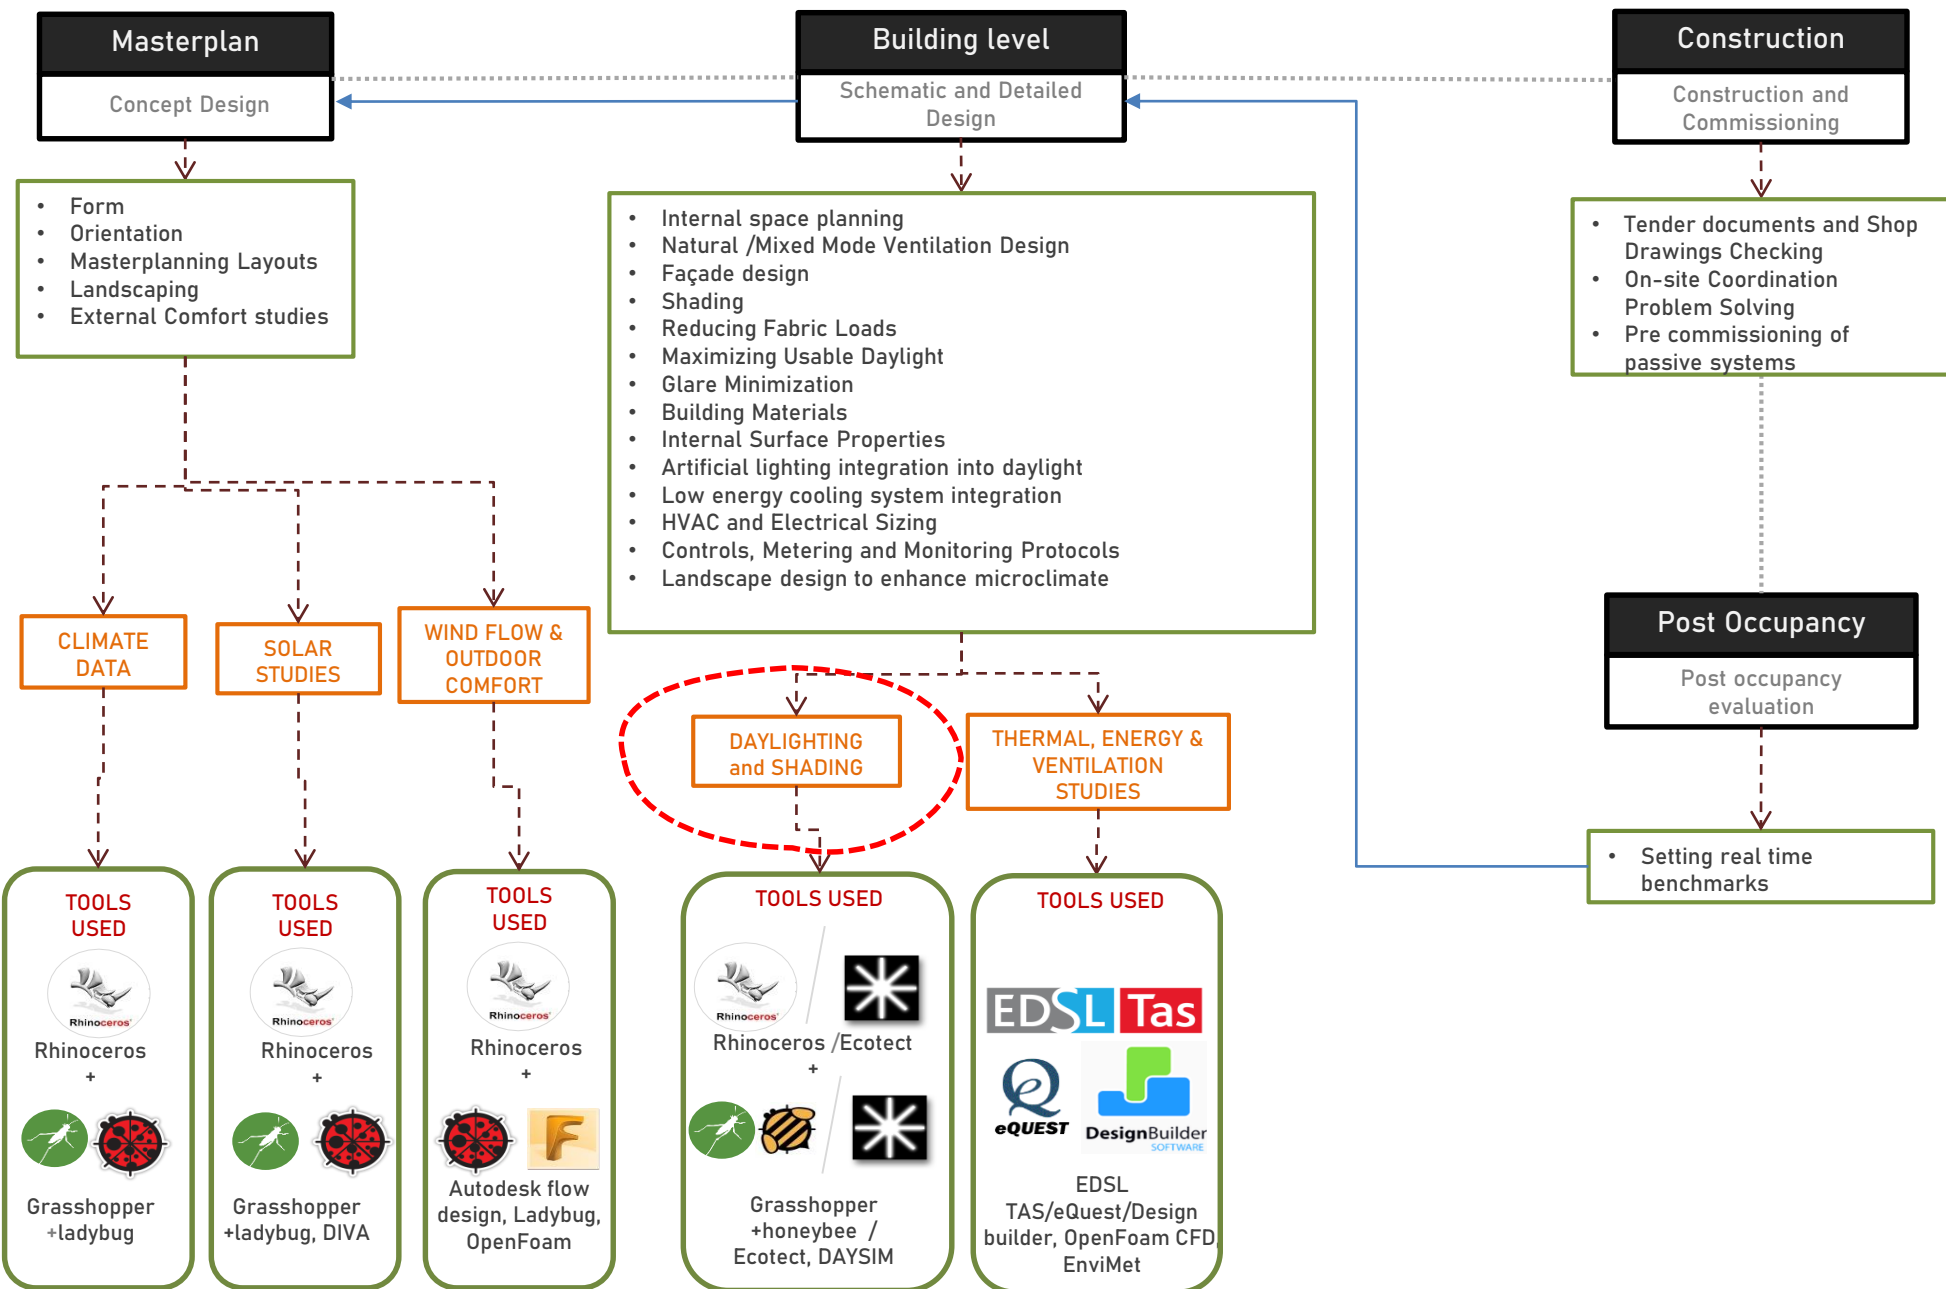 Masterplan
Concept Design
Building level
Schematic and Detailed
Design
Construction
Construction and
Commissioning
• Form
• Orientation
• Masterplanning Layouts
• Landscaping
• External Comfort studies
• Internal space planning
• Natural /Mixed Mode Ventilation Design
• Façade design
• Shading
• Reducing Fabric Loads
• Maximizing Usable Daylight
• Glare Minimization
• Building Materials
• Internal Surface Properties
• Artificial lighting integration into daylight
• Low energy cooling system integration
• HVAC and Electrical Sizing
• Controls, Metering and Monitoring Protocols
• Landscape design to enhance microclimate
• Tender documents and Shop
Drawings Checking
• On-site Coordination
Problem Solving
• Pre commissioning of
passive systems
CLIMATE
DATA
SOLAR
STUDIES
WIND FLOW &
OUTDOOR
COMFORT
DAYLIGHTING
and SHADING
THERMAL, ENERGY &
VENTILATION
STUDIES
Post Occupancy
Post occupancy
evaluation
• Setting real time
benchmarks
TOOLS
USED
Rhinoceros
Rhinoceros
+
Grasshopper
+ladybug
TOOLS
USED
Rhinoceros
Rhinoceros
+
Grasshopper
+ladybug, DIVA
TOOLS
USED
Rhinoceros
Rhinoceros
+
F
Autodesk flow
design, Ladybug,
OpenFoam
TOOLS USED
Rhinoceros
Rhinoceros /Ecotect
+
Grasshopper
+honeybee /
Ecotect, DAYSIM
TOOLS USED
EDSL Tas
e
eQUEST
DesignBuilder
SOFTWARE
EDSL
TAS/eQuest/Design
builder, OpenFoam CFD,
EnviMet